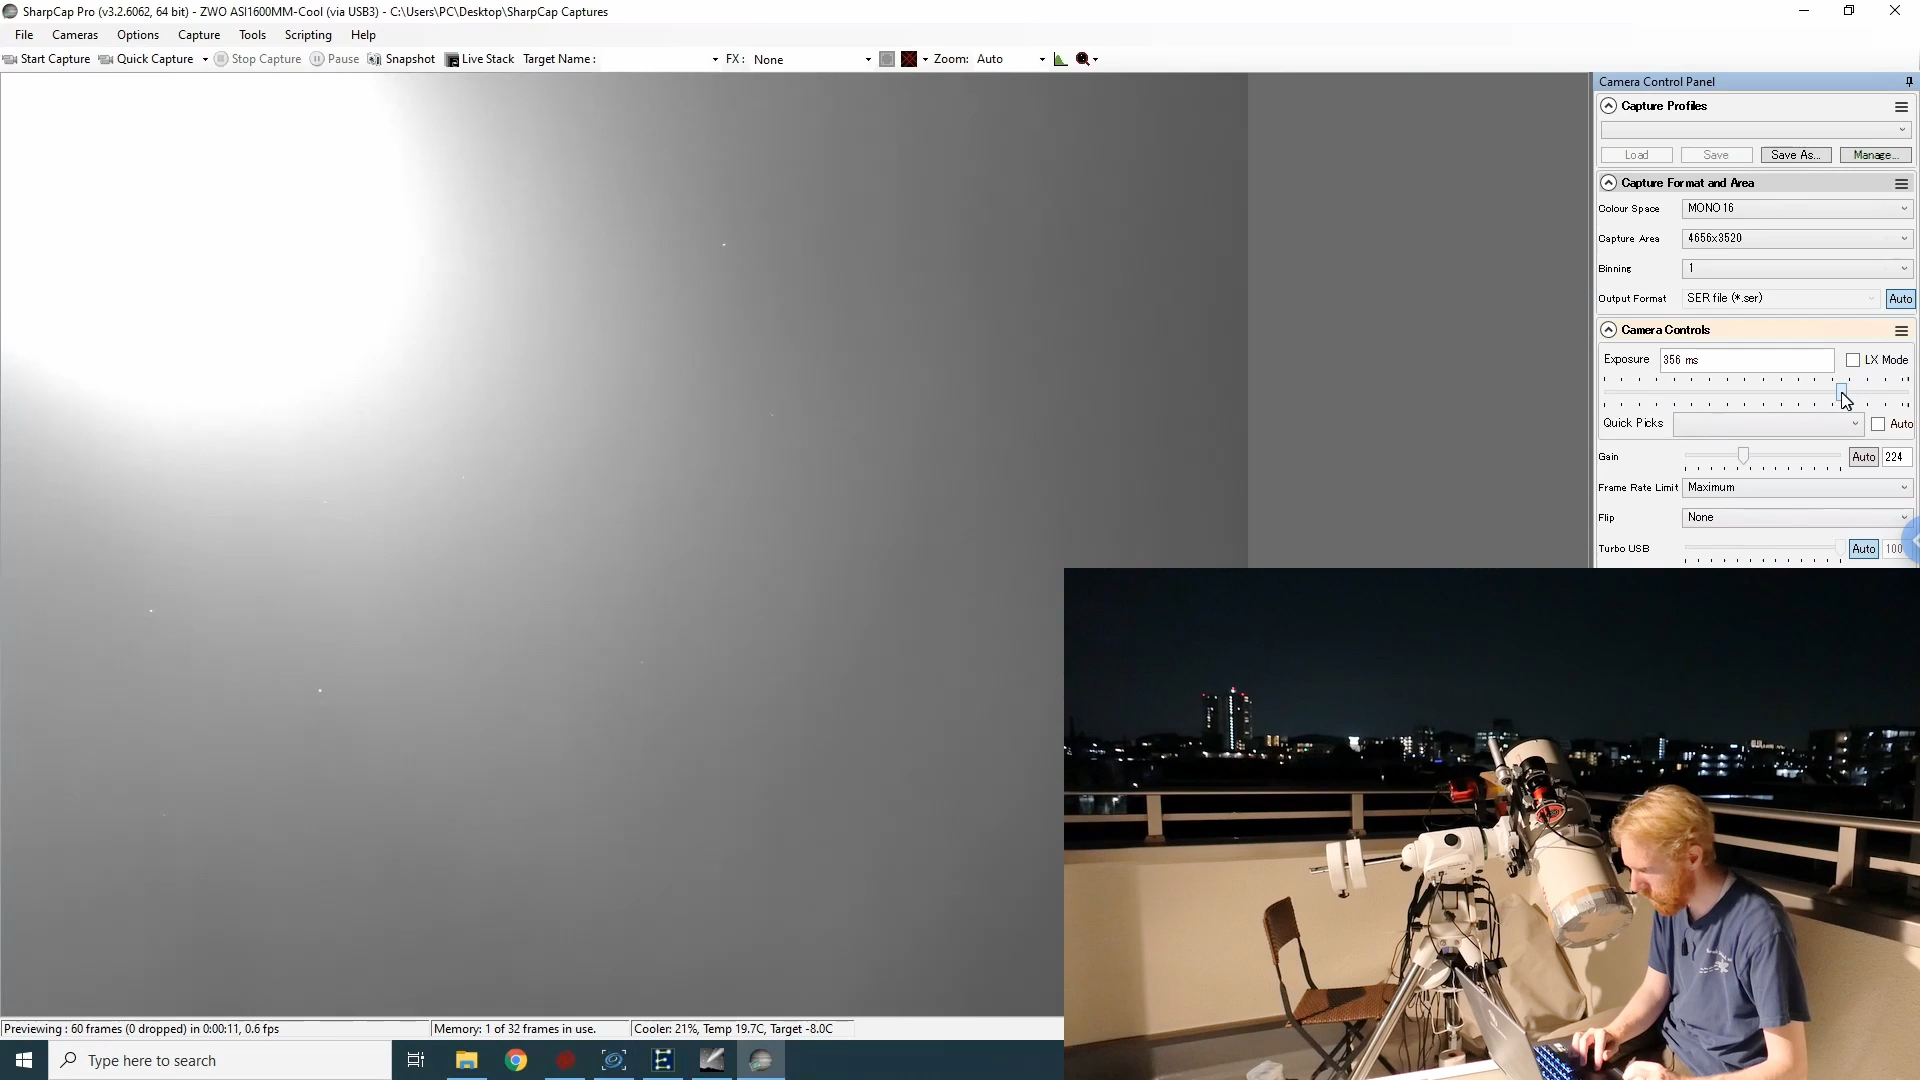 SharpCap Pro (v3.2.6062, 64 bit) - ZWO ASI1600MM-Cool (via USB3) - C:\Users\PC\Desktop\SharpCap Captures
File Cameras Options Capture Tools Scripting Help
Start Capture Quick Capture Stop Capture Pause Snapshot Live Stack Target Name : FX : None Zoom: Auto
Camera Control Panel
Capture Profiles
Load Save Save As... Manage...
Capture Format and Area
Colour Space MONO16
Capture Area 4656x3520
Binning 1
Output Format SER file (*.ser) Auto
Camera Controls
Exposure 356 ms LX Mode
Quick Picks Auto
Gain Auto 224
Frame Rate Limit Maximum
Flip None
Turbo USB Auto 100
Previewing : 60 frames (0 dropped) in 0:00:11, 0.6 fps Memory: 1 of 32 frames in use. Cooler: 21%, Temp 19.7C, Target -8.0C
Type here to search